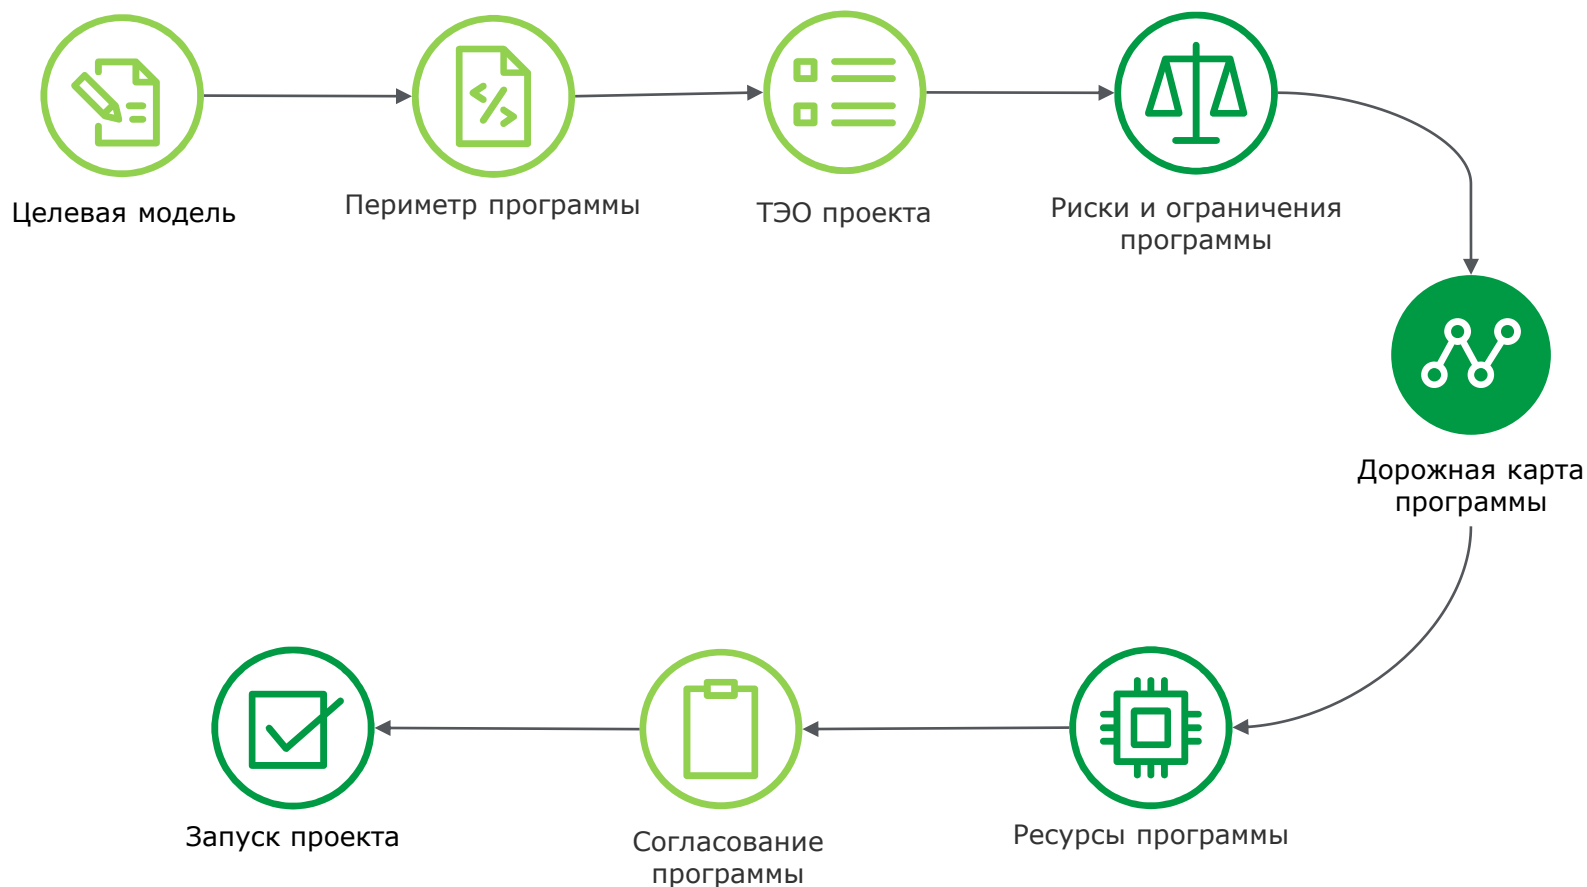 Целевая модель
Периметр программы
ТЭО проекта
Риски и ограничения
программы
Дорожная карта
программы
Ресурсы программы
Согласование
программы
Запуск проекта